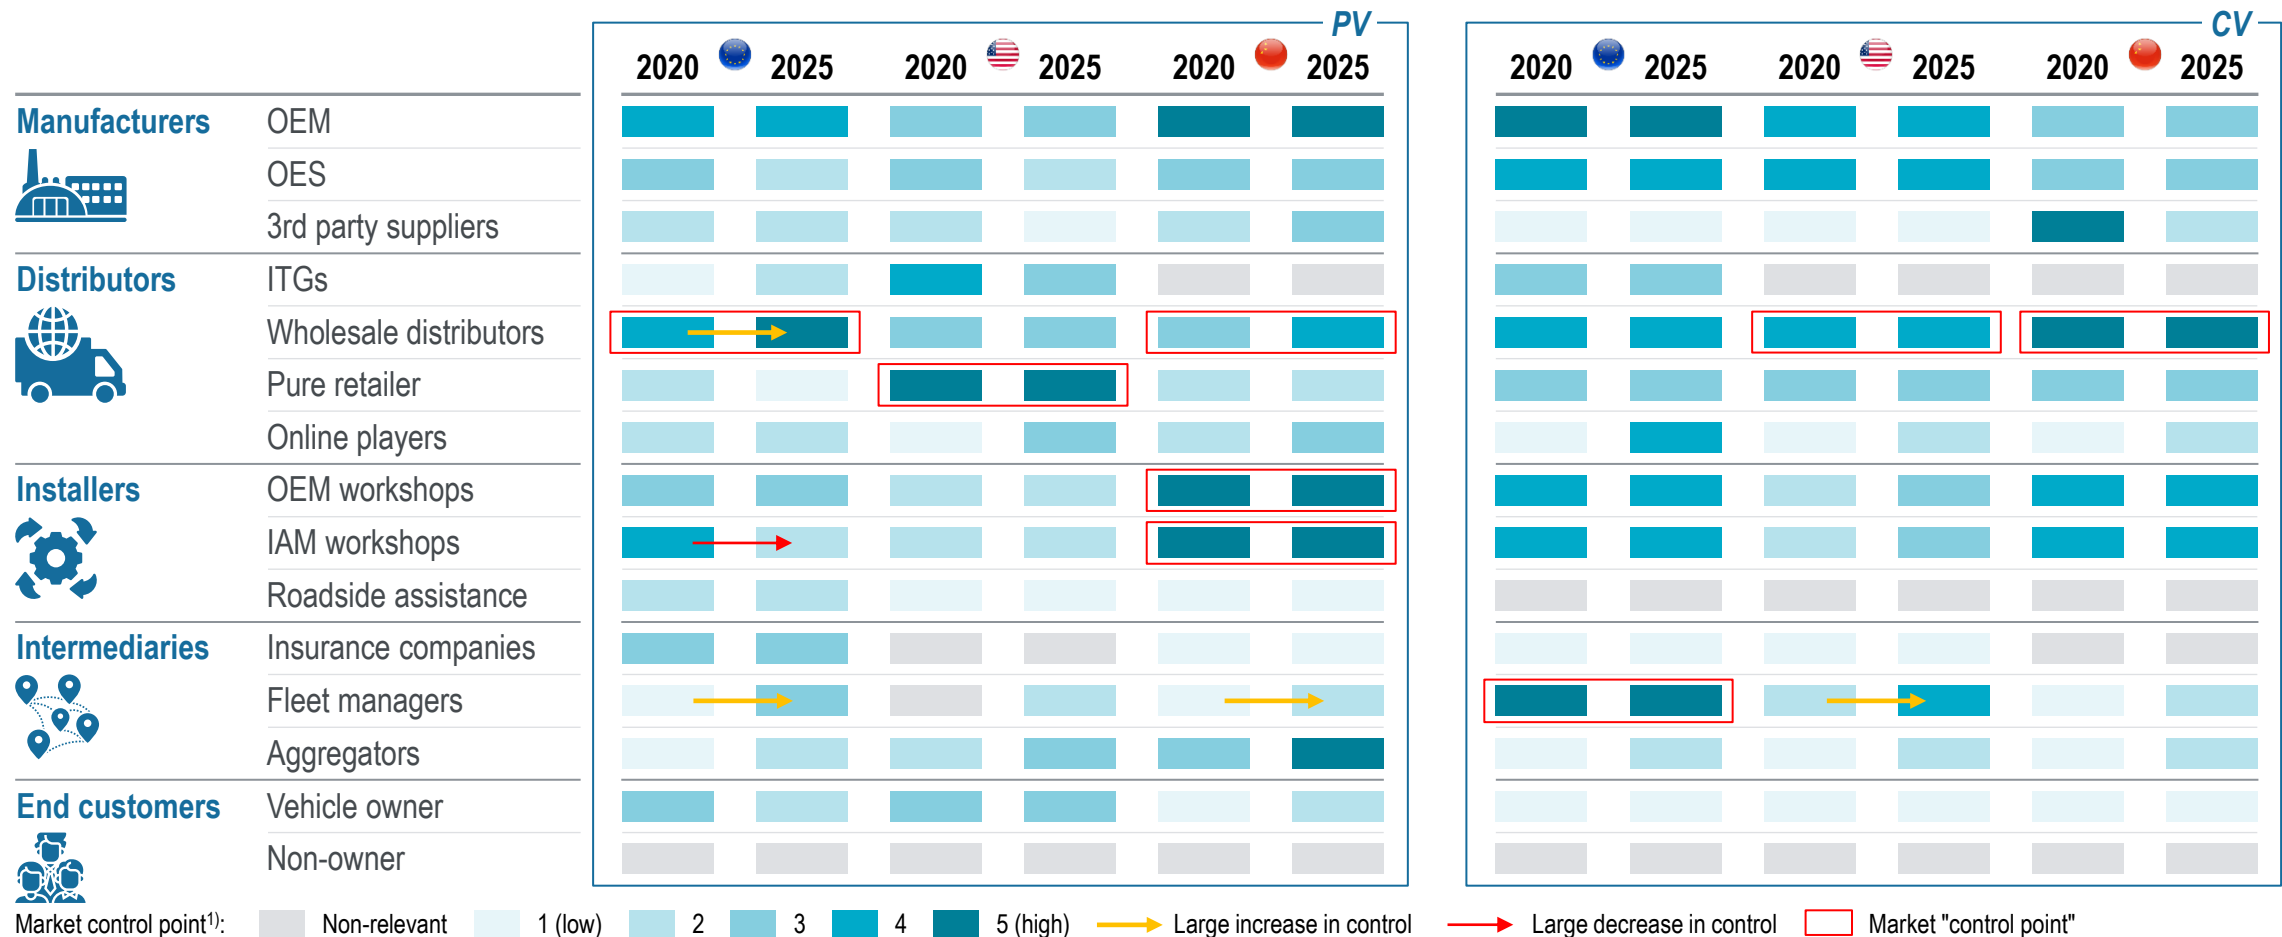 PV
CV
2020 2025 2020 2025 2020 2025 2020 2025 2020 2025 2020 2025
Manufacturers OEM
OES
3rd party suppliers
Distributors ITGs
Wholesale distributors
Pure retailer
Online players
Installers OEM workshops
IAM workshops
Roadside assistance
Intermediaries Insurance companies
Fleet managers
Aggregators
End customers Vehicle owner
Non-owner
Market control point1): Non-relevant 1 (low) 2 3 4 5 (high) Large increase in control Large decrease in control Market "control point"